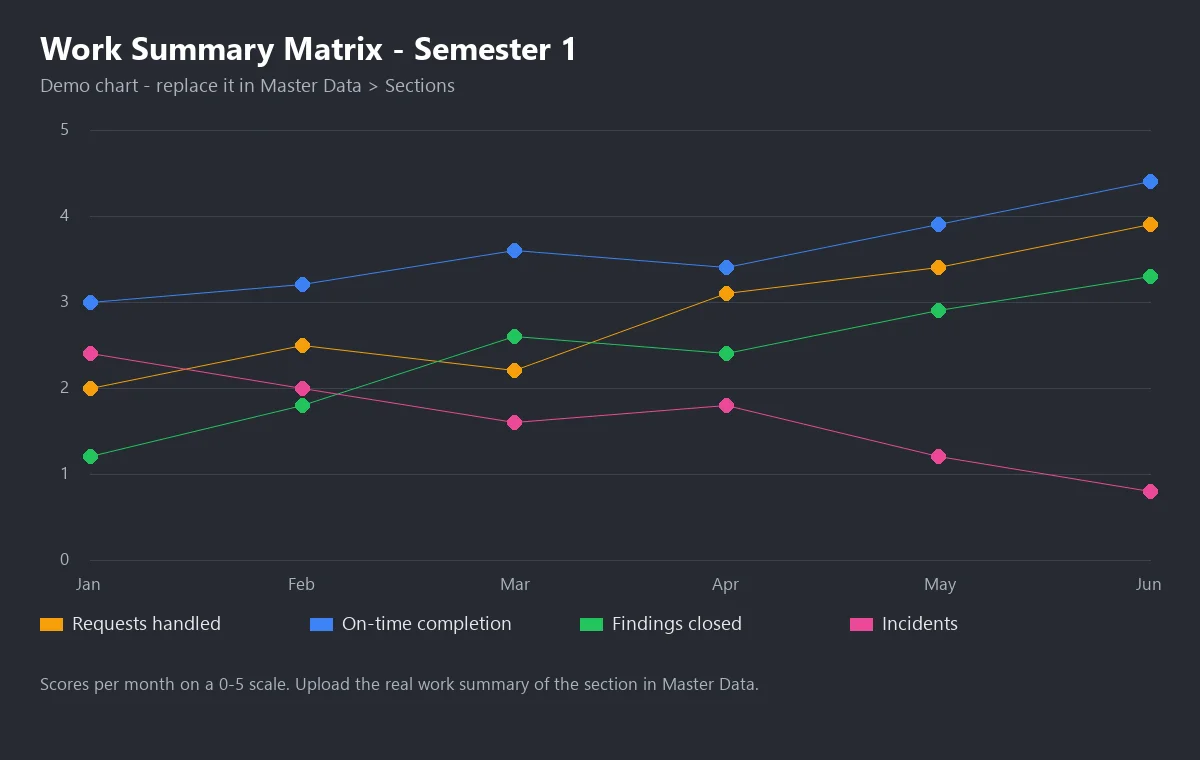 Work Summary Matrix - Semester 1
Demo chart - replace it in Master Data > Sections
5
4
3
2
1
0
Jan Feb Mar Apr May Jun
Requests handled On-time completion Findings closed Incidents
Scores per month on a 0-5 scale. Upload the real work summary of the section in Master Data.